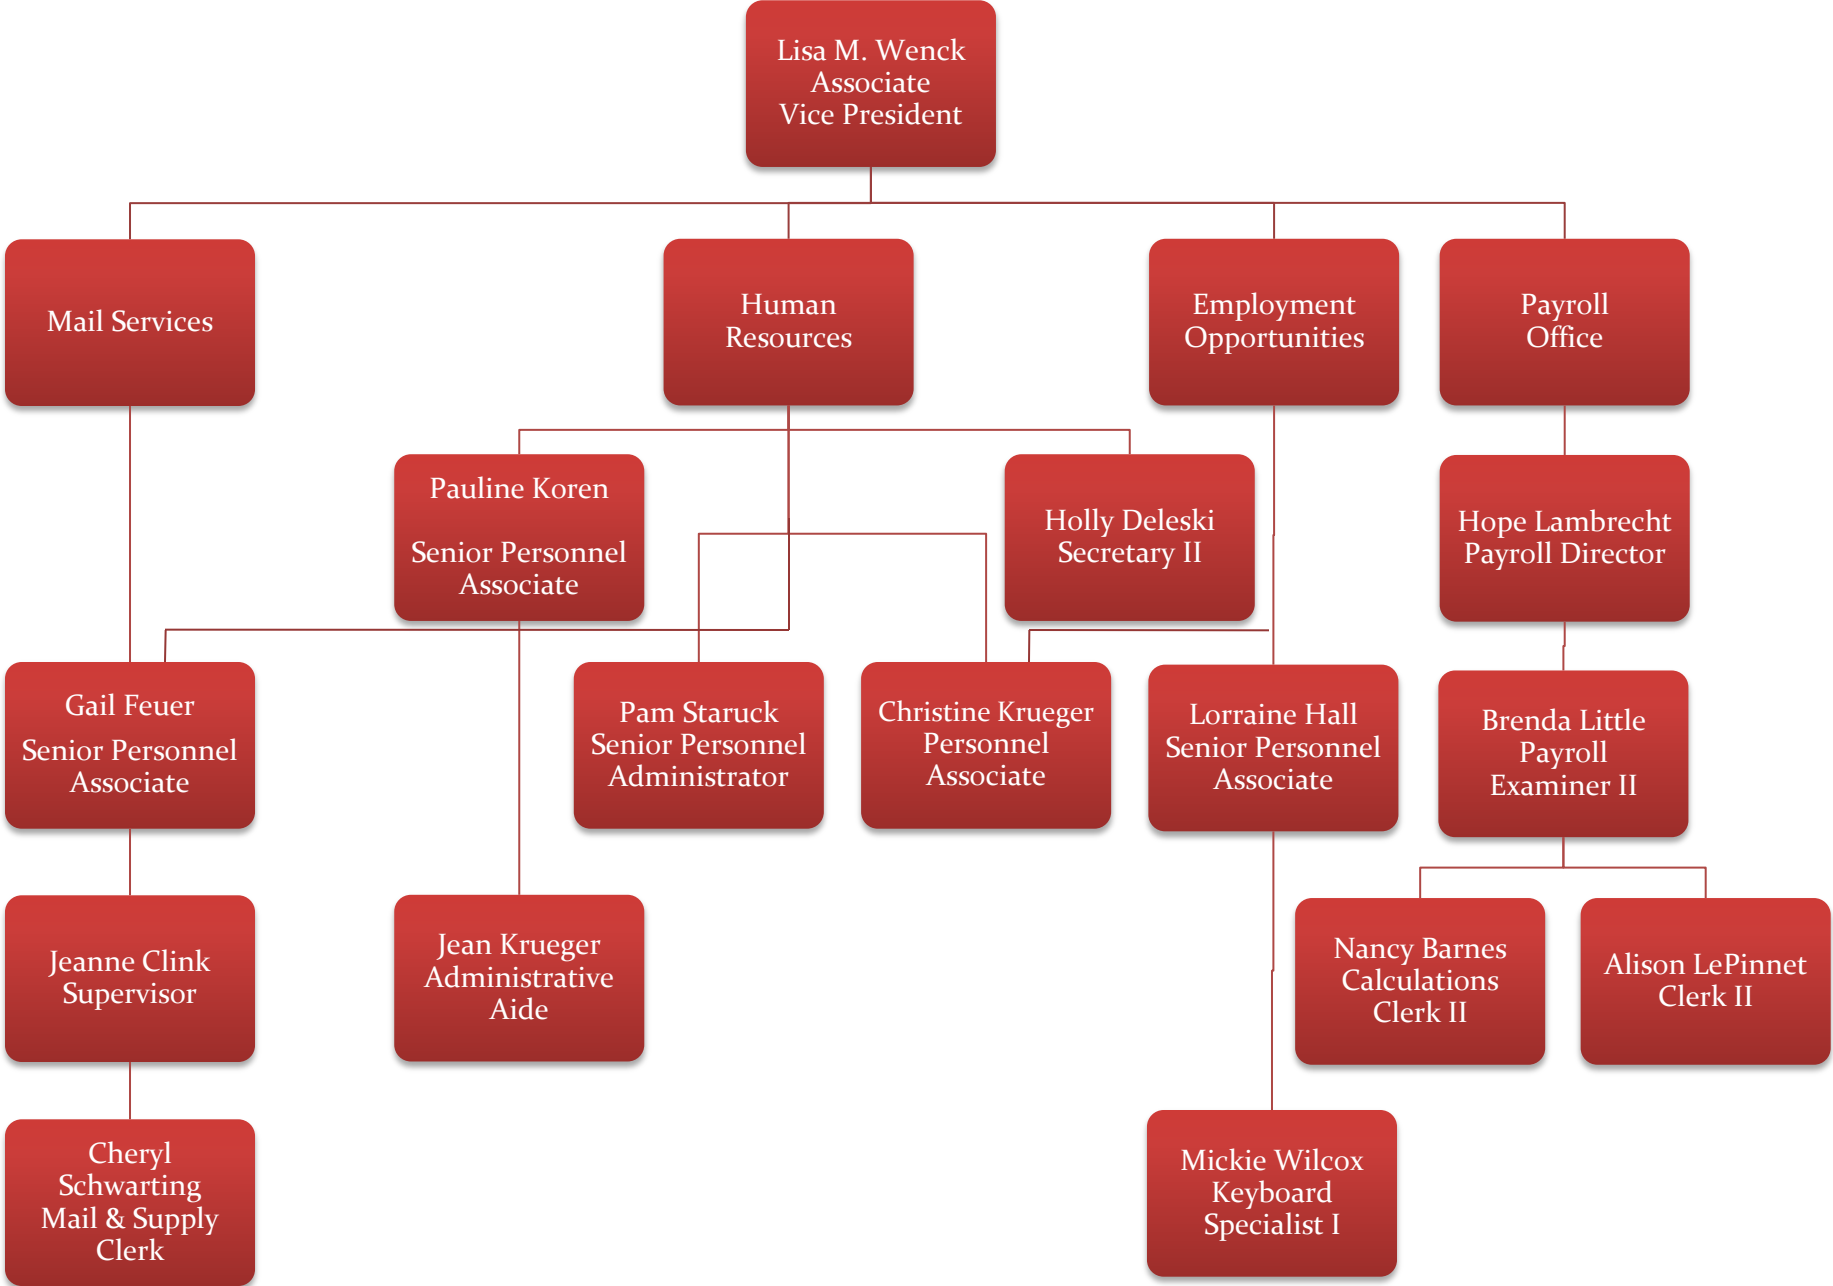 Lisa M. Wenck
Associate
Vice President
Mail Services
Human
Resources
Employment
Opportunities
Payroll
Office
Pauline Koren
Senior Personnel
Associate
Holly Deleski
Secretary II
Hope Lambrecht
Payroll Director
Gail Feuer
Senior Personnel
Associate
Pam Staruck
Senior Personnel
Administrator
Christine Krueger
Personnel
Associate
Lorraine Hall
Senior Personnel
Associate
Brenda Little
Payroll
Examiner II
Jeanne Clink
Supervisor
Jean Krueger
Administrative
Aide
Nancy Barnes
Calculations
Clerk II
Alison LePinnet
Clerk II
Cheryl
Schwarting
Mail & Supply
Clerk
Mickie Wilcox
Keyboard
Specialist I